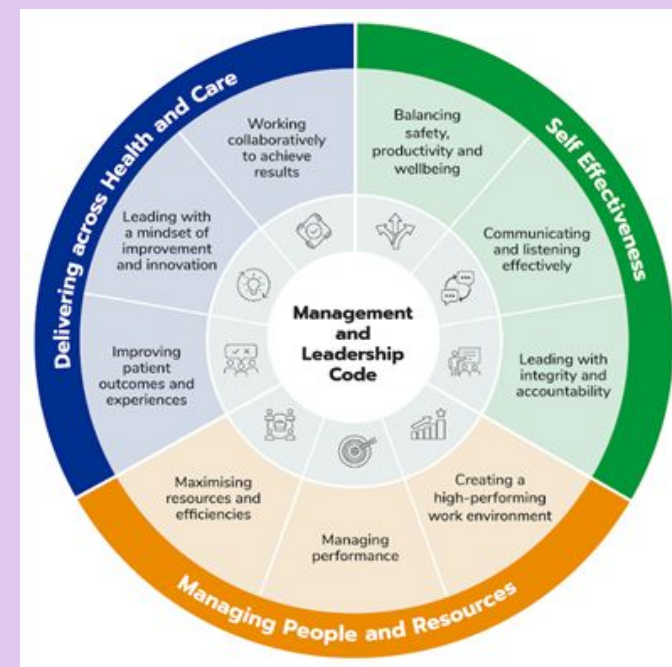 Management
and
Leadership
Code
Self Effectiveness
Balancing
safety,
productivity and
wellbeing
Communicating
and listening
effectively
Leading with
integrity and
accountability
Managing People and Resources
Creating a
high-performing
work environment
Managing
performance
Maximising
resources and
efficiencies
Delivering across Health and Care
Improving
patient
outcomes and
experiences
Leading with
a mindset of
improvement
and innovation
Working
collaboratively
to achieve
results